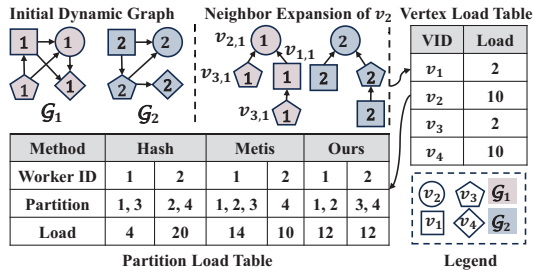 Initial Dynamic Graph
1 1
1 1
𝒢1
2 2
2 2
𝒢2
Neighbor Expansion of v2
v2,1 1
v1,1
v3,1 1 1
v3,1 1
2
2 2
2
Vertex Load Table
VID Load
v1 2
v2 10
v3 2
v4 10
Method Hash Metis Ours
Worker ID 1 2 1 2 1 2
Partition 1, 3 2, 4 1, 2, 3 4 1, 2 3, 4
Load 4 20 14 10 12 12
Partition Load Table
v2 v3 𝒢1
v1 v4 𝒢2
Legend